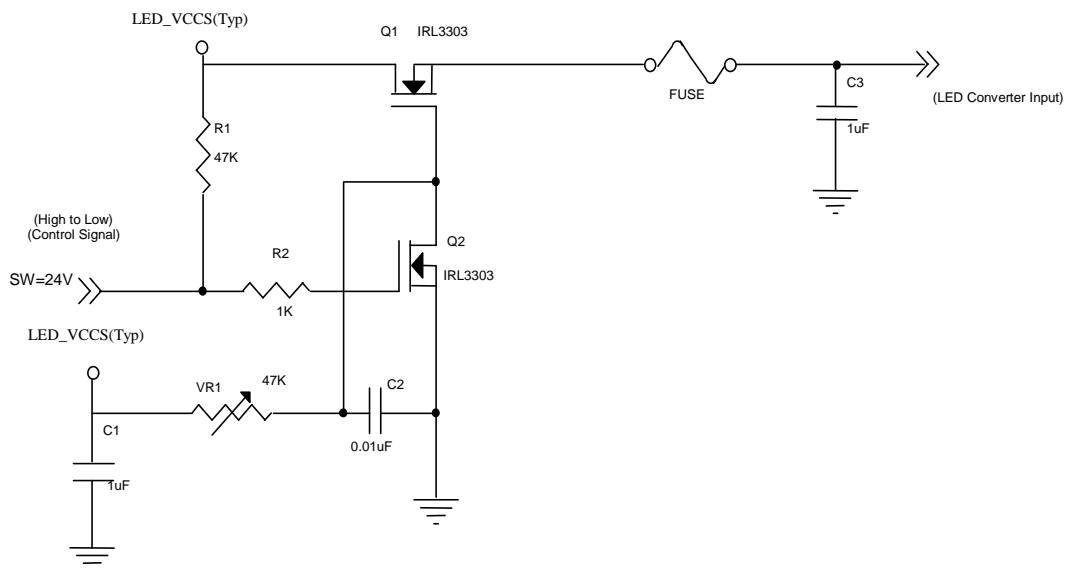 LED_VCCS(Typ)
Q1 IRL3303
FUSE
C3
1uF
(LED Converter Input)
R1
47K
(High to Low)
(Control Signal)
SW=24V
R2
1K
Q2
IRL3303
LED_VCCS(Typ)
VR1
47K
C2
0.01uF
C1
1uF